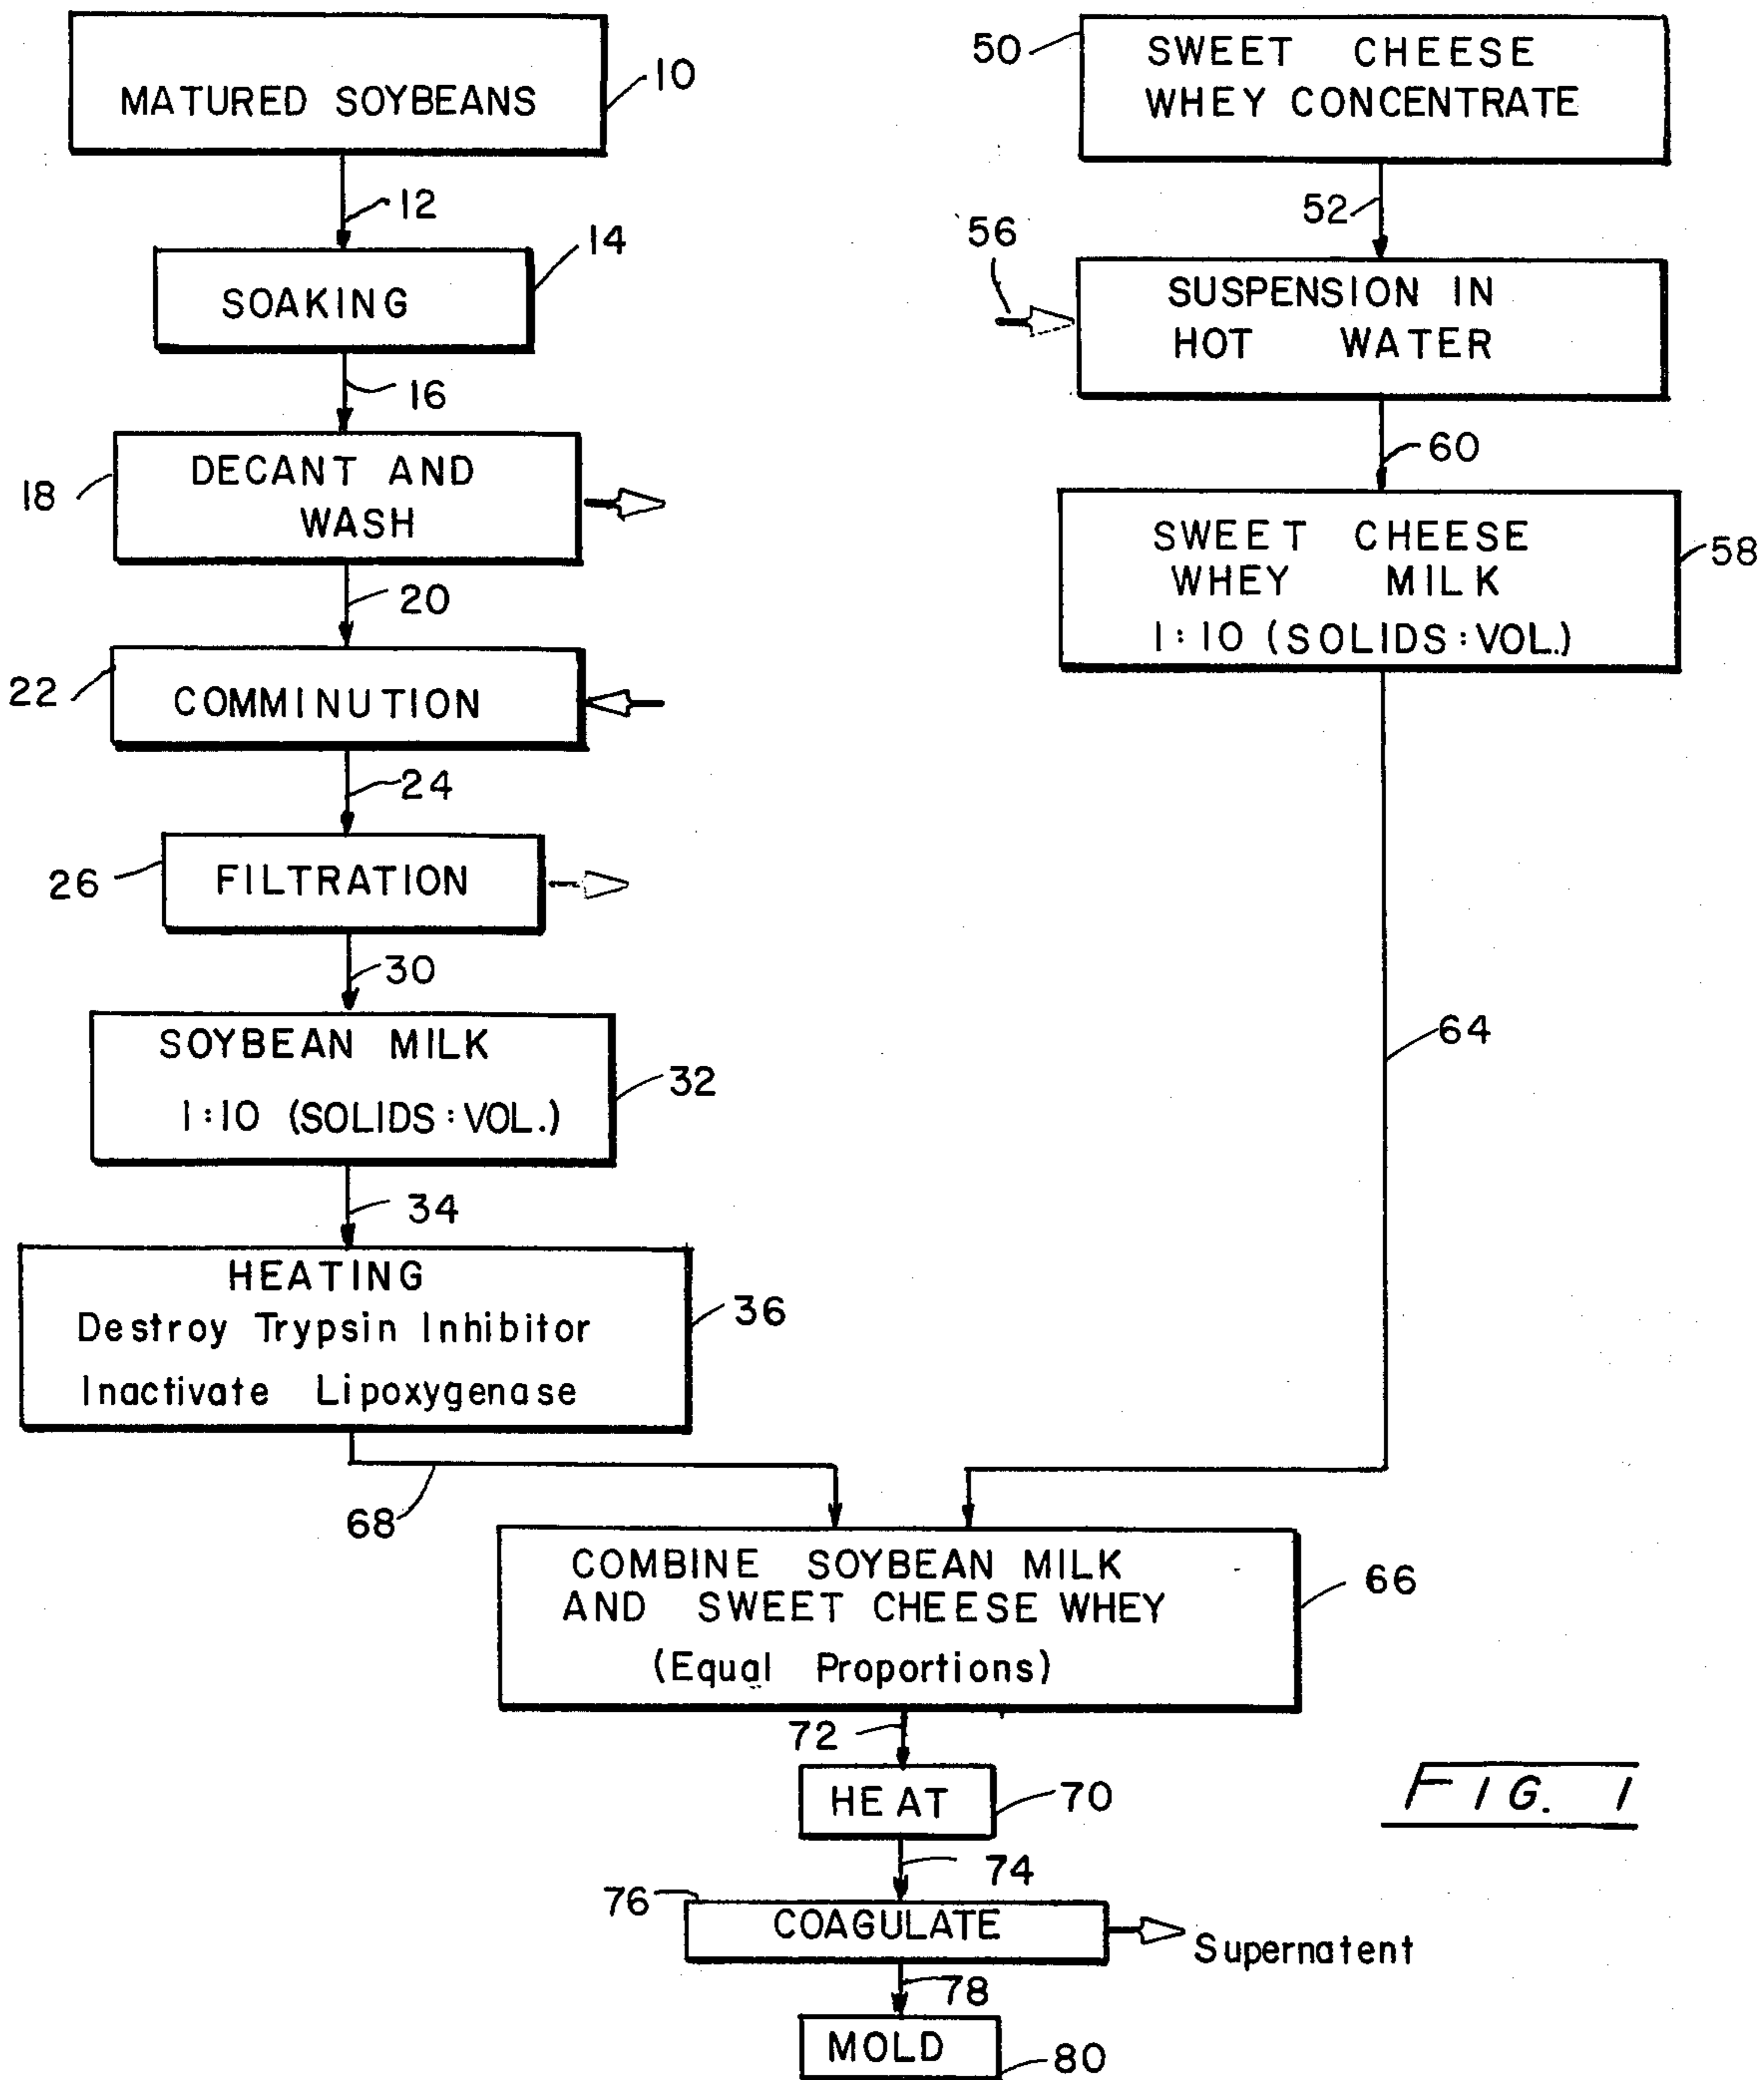 MATURED SOYBEANS
10
12
SOAKING
14
16
DECANT AND
WASH
18
20
COMMINUTION
22
24
FILTRATION
26
30
SOYBEAN MILK
1:10 (SOLIDS:VOL.)
32
34
HEATING
Destroy Trypsin Inhibitor
Inactivate Lipoxygenase
36
68
50
SWEET CHEESE
WHEY CONCENTRATE
52
56
SUSPENSION IN
HOT WATER
60
SWEET CHEESE
WHEY MILK
1:10 (SOLIDS:VOL.)
58
64
COMBINE SOYBEAN MILK
AND SWEET CHEESE WHEY
(Equal Proportions)
66
72
HEAT
70
74
76
COAGULATE
Supernatent
78
MOLD
80
FIG. 1